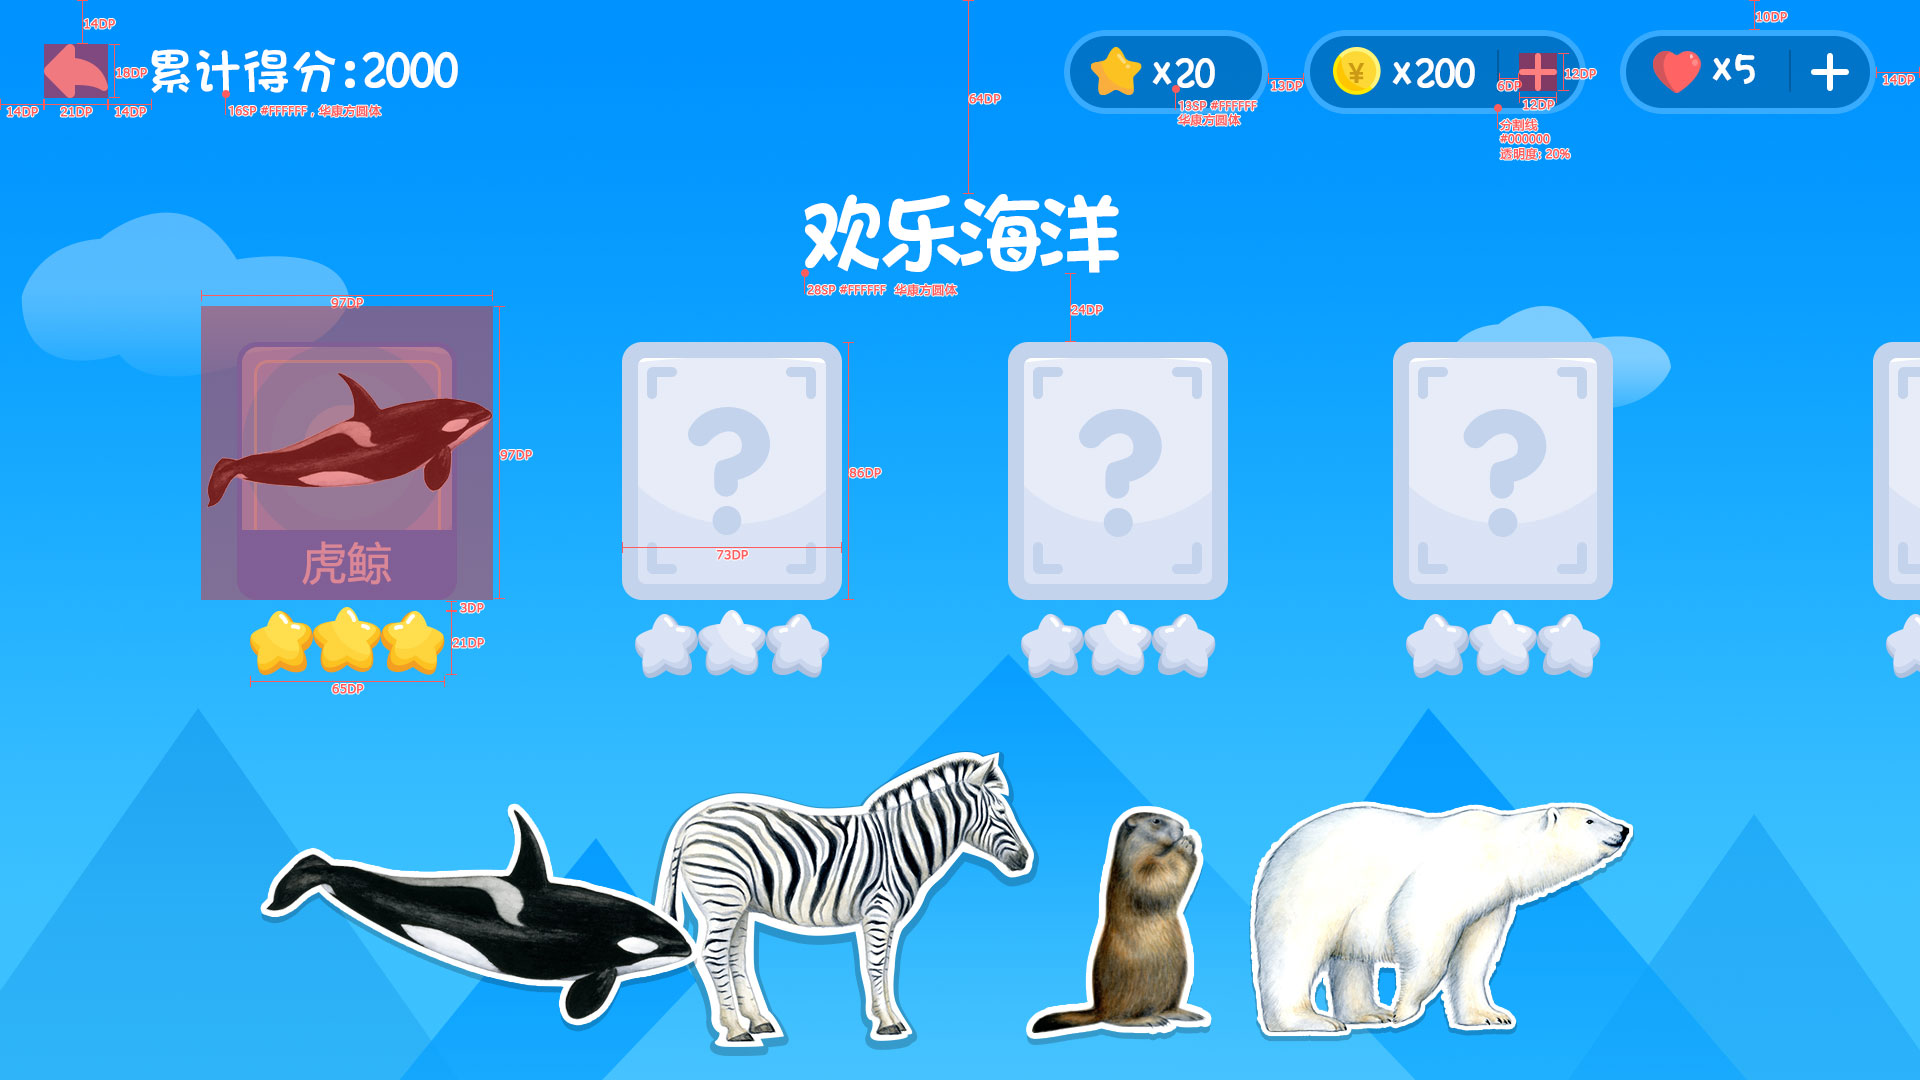 14DP
10DP
累计得分:2000
x20
¥
x200
x5
18DP
14DP
21DP
14DP
16SP #FFFFFF，华康方圆体
64DP
13DP
13SP #FFFFFF
华康方圆体
6DP
12DP
12DP
14DP
分割线
#000000
透明度: 20%
欢乐海洋
28SP #FFFFFF 华康方圆体
24DP
97DP
97DP
86DP
73DP
虎鲸
3DP
21DP
65DP